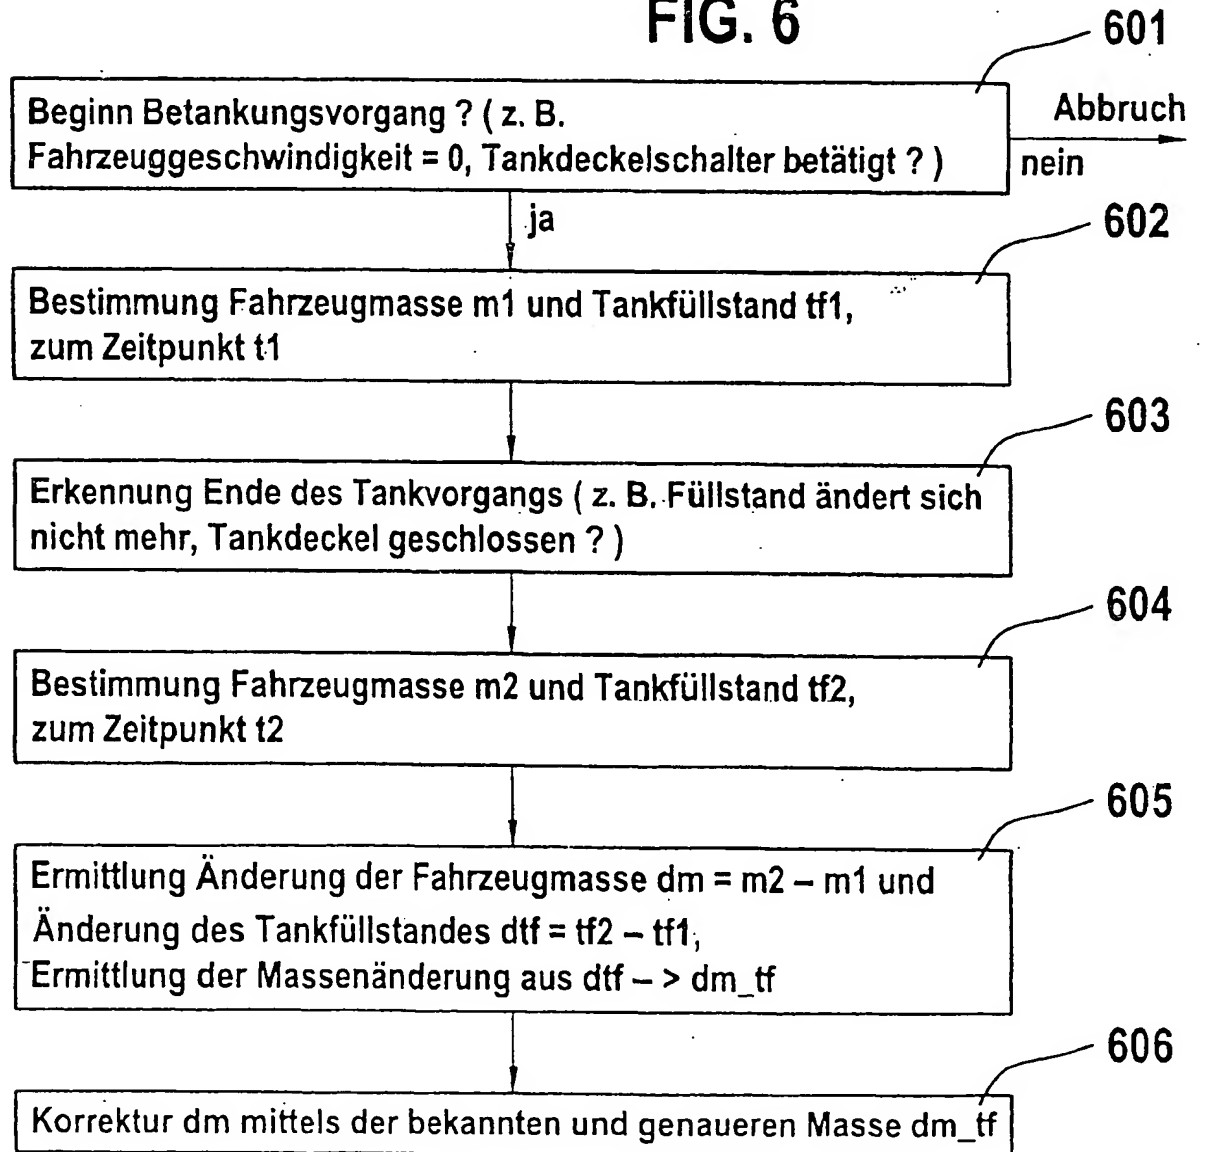 FIG. 6
601
Beginn Betankungsvorgang ? ( z. B.
Fahrzeuggeschwindigkeit = 0, Tankdeckelschalter betätigt ? )
Abbruch
nein
ja
602
Bestimmung Fahrzeugmasse m1 und Tankfüllstand tf1,
zum Zeitpunkt t1
603
Erkennung Ende des Tankvorgangs ( z. B. Füllstand ändert sich
nicht mehr, Tankdeckel geschlossen ? )
604
Bestimmung Fahrzeugmasse m2 und Tankfüllstand tf2,
zum Zeitpunkt t2
605
Ermittlung Änderung der Fahrzeugmasse dm = m2 – m1 und
Änderung des Tankfüllstandes dtf = tf2 – tf1,
Ermittlung der Massenänderung aus dtf – > dm_tf
606
Korrektur dm mittels der bekannten und genaueren Masse dm_tf